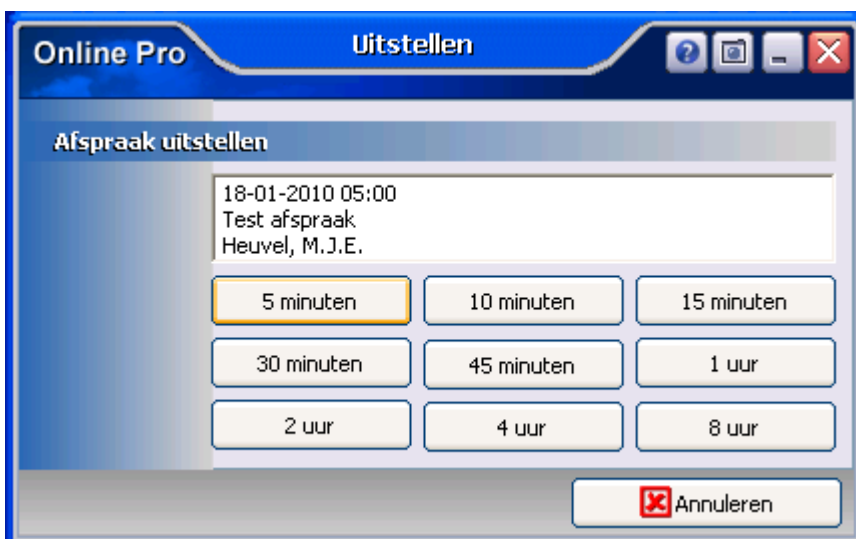 Online Pro
Uitstellen
Afspraak uitstellen
18-01-2010 05:00
Test afspraak
Heuvel, M.J.E.
5 minuten
10 minuten
15 minuten
30 minuten
45 minuten
1 uur
2 uur
4 uur
8 uur
Annuleren